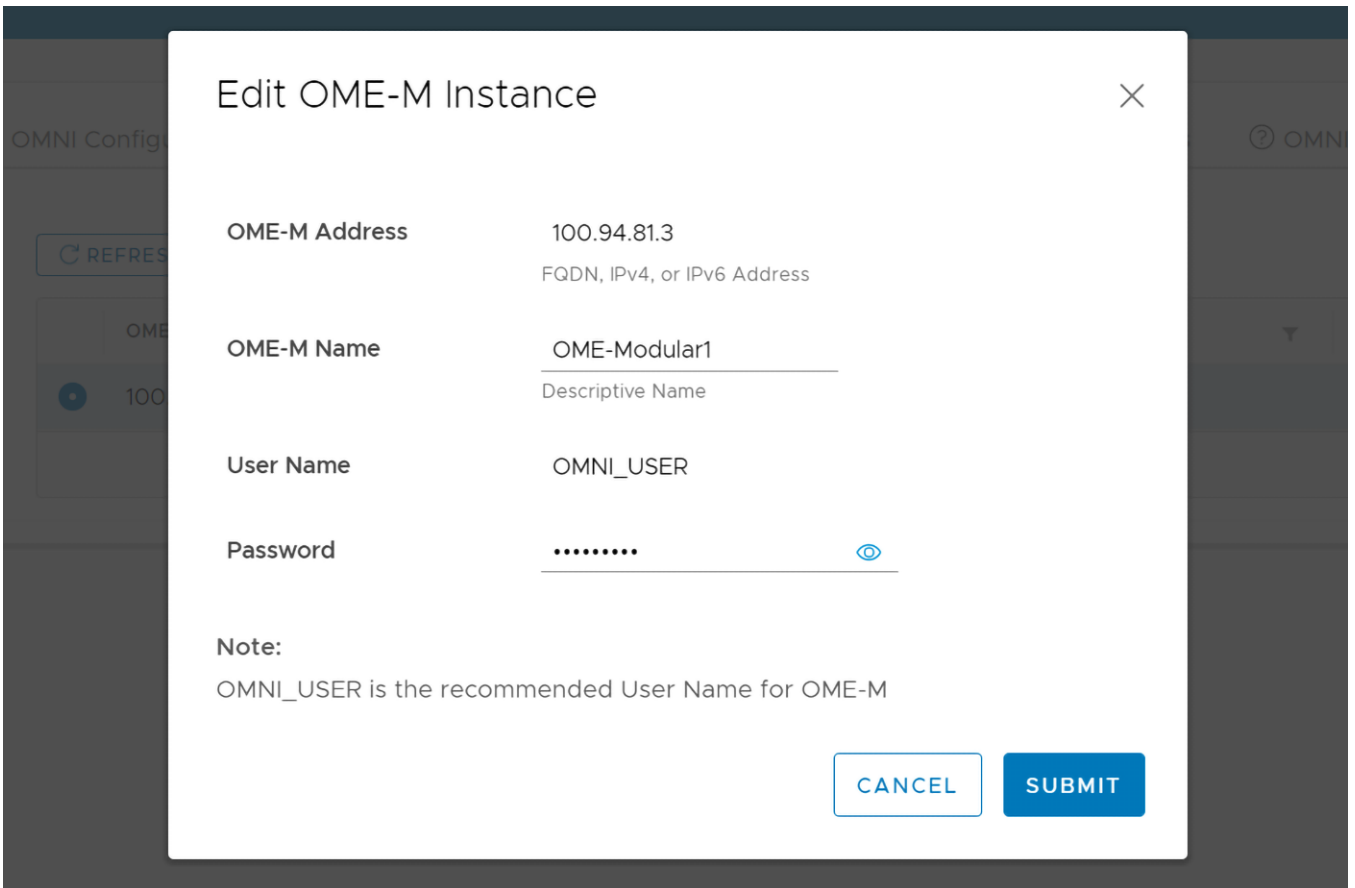 Edit OME-M Instance
OMNI Configu
OMNI
OME-M Address 100.94.81.3
FQDN, IPv4, or IPv6 Address
REFRES
OME
OME-M Name OME-Modular1
Descriptive Name
100
User Name OMNI_USER
Password •••••••••
Note:
OMNI_USER is the recommended User Name for OME-M
CANCEL SUBMIT